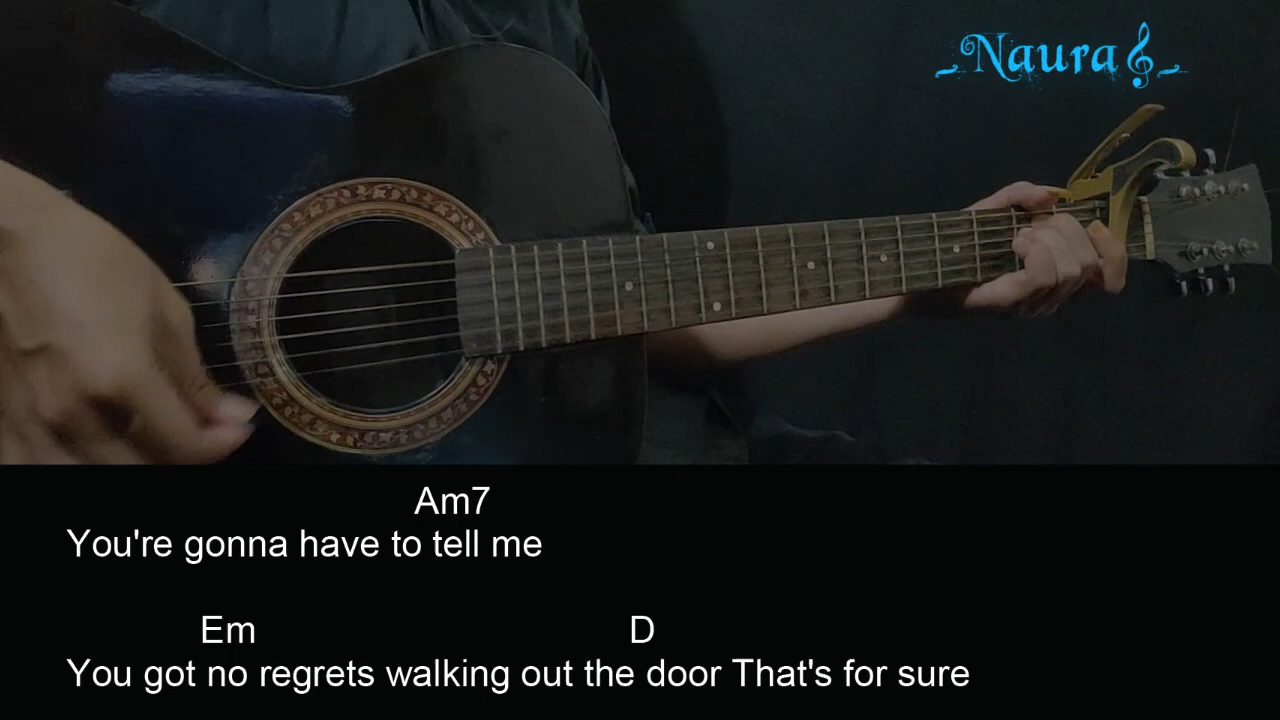 Naura
Am7
You're gonna have to tell me
Em D
You got no regrets walking out the door That's for sure